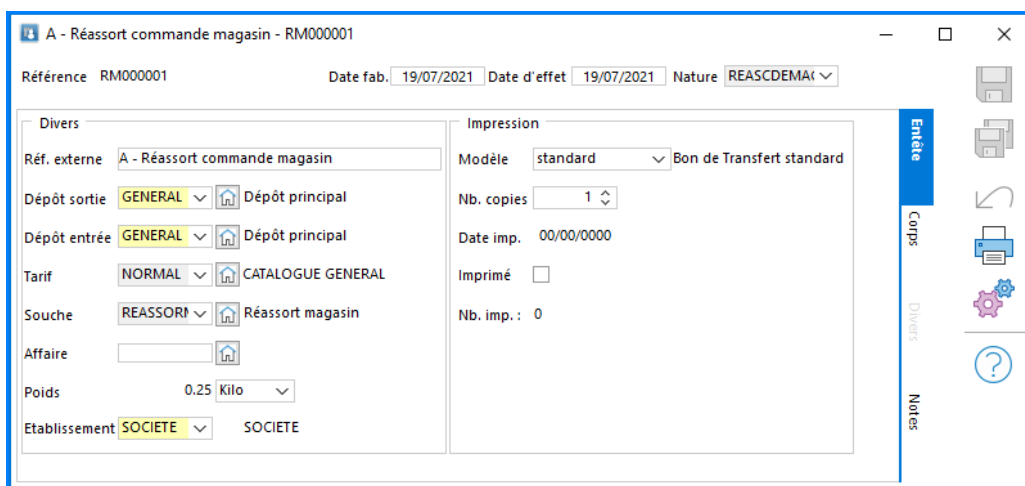 A - Réassort commande magasin - RM000001
Référence RM000001 Date fab. 19/07/2021 Date d'effet 19/07/2021 Nature REASCDEMA
Divers
Réf. externe A - Réassort commande magasin
Dépôt sortie GENERAL Dépôt principal
Dépôt entrée GENERAL Dépôt principal
Tarif NORMAL CATALOGUE GENERAL
Souche REASSORM Réassort magasin
Affaire
Poids 0.25 Kilo
Etablissement SOCIETE SOCIETE
Impression
Modèle standard Bon de Transfert standard
Nb. copies 1
Date imp. 00/00/0000
Imprimé
Nb. imp. : 0
Entête
Corps
Divers
Notes